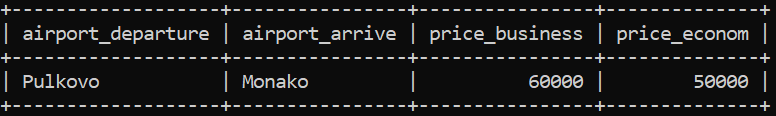 airport_departure | airport_arrive | price_business | price_econom
Pulkovo | Monako | 60000 | 50000